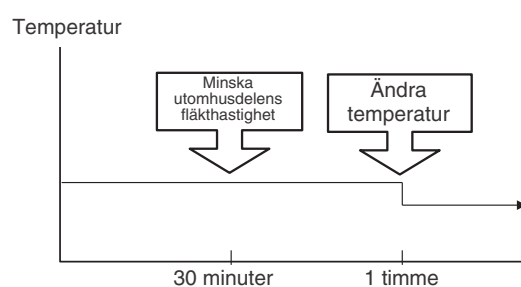 Temperatur
Minska
utomhusdelens
fläkthastighet
Ändra
temperatur
30 minuter
1 timme